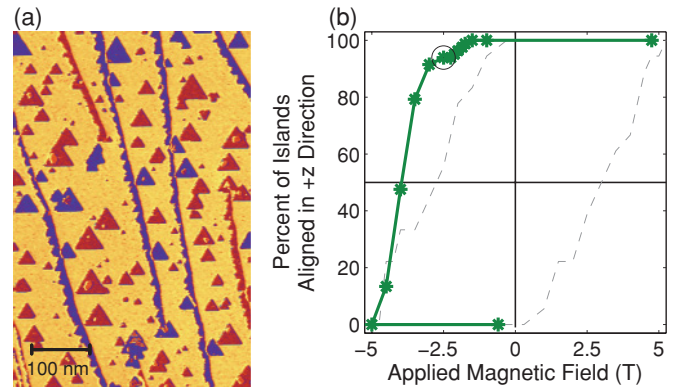 (a)
100 nm
(b)
Percent of Islands
Aligned in +z Direction
100
80
60
40
20
0
-5
-2.5
0
2.5
5
Applied Magnetic Field (T)